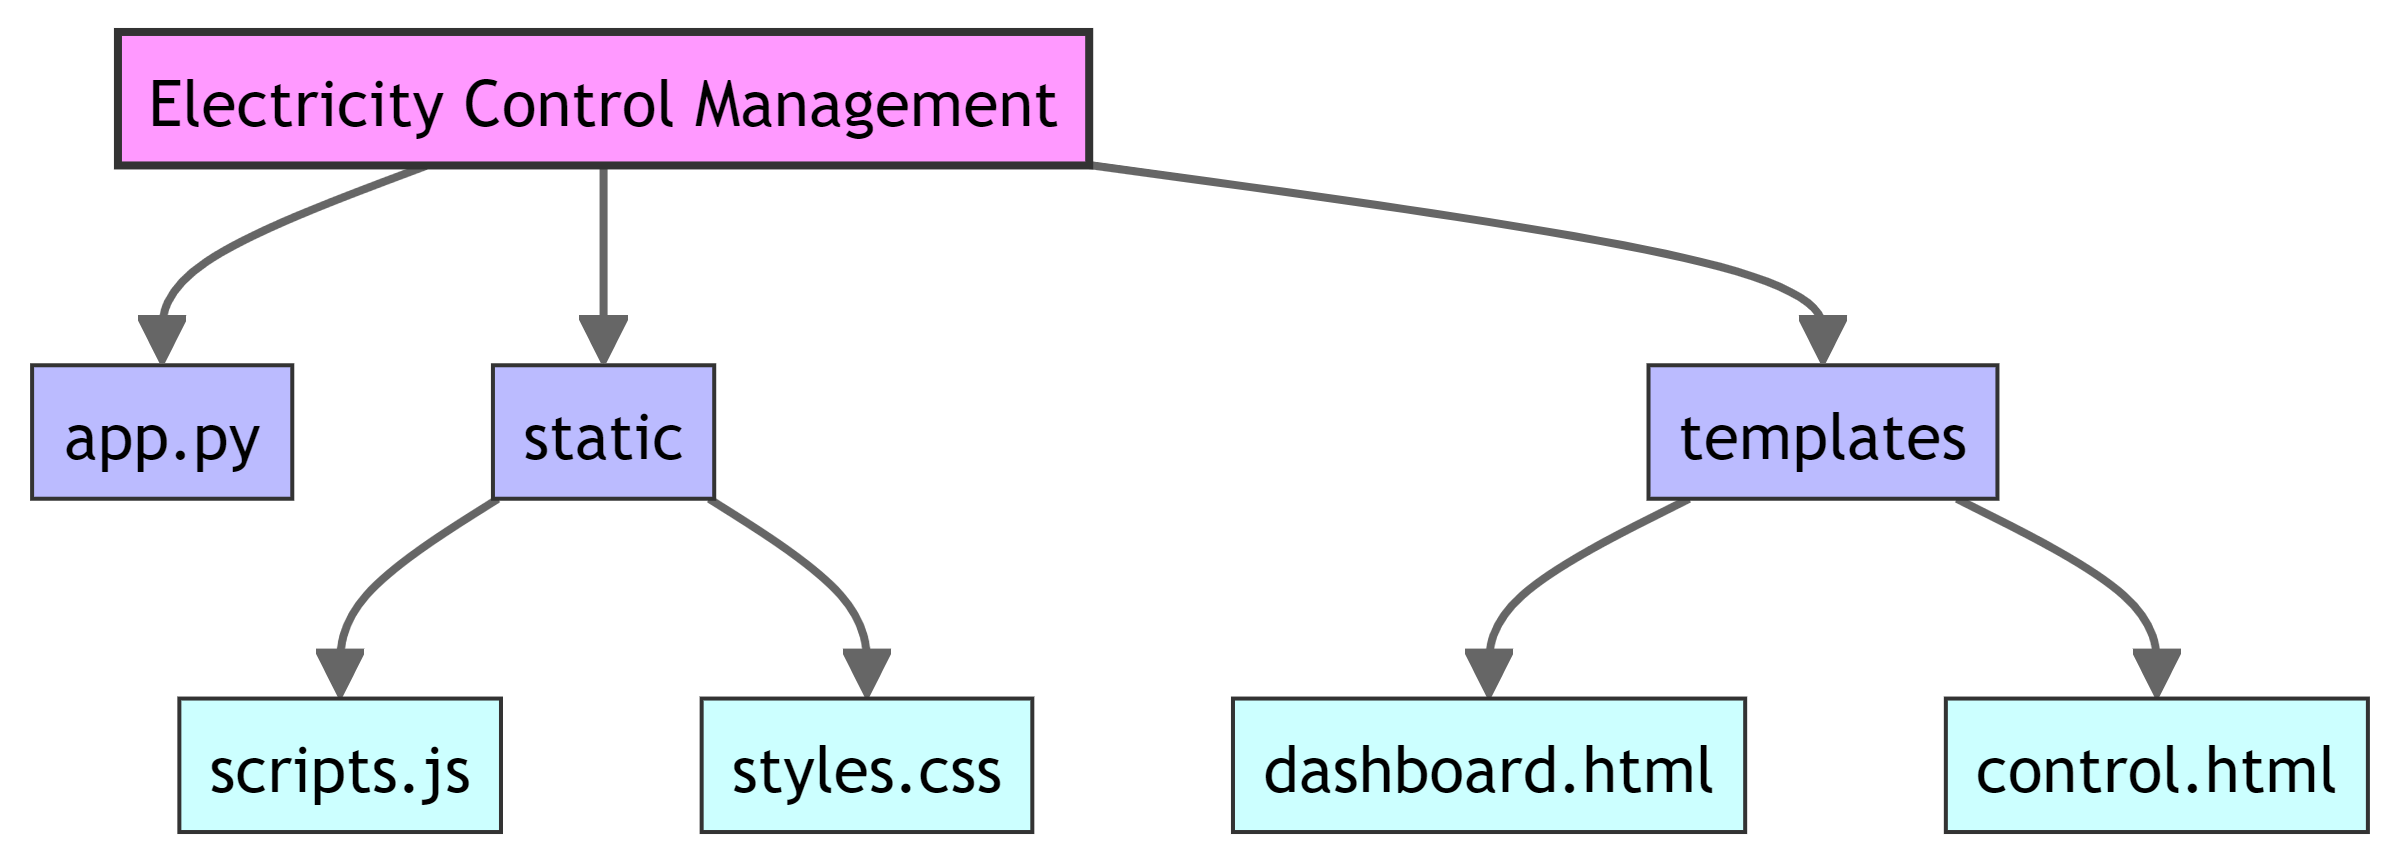 Electricity Control Management
app.py
static
templates
scripts.js
styles.css
dashboard.html
control.html